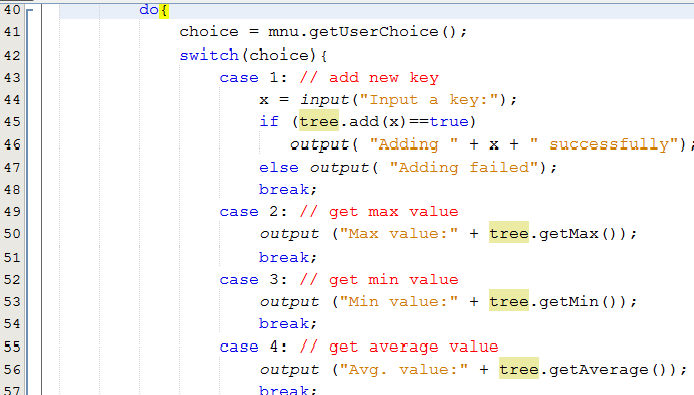 40 do{
41 choice = mnu.getUserChoice();
42 switch(choice){
43 case 1: // add new key
44 x = input("Input a key:");
45 if (tree.add(x)==true)
46 output( "Adding " + x + " successfully");
47 else output( "Adding failed");
48 break;
49 case 2: // get max value
50 output ("Max value:" + tree.getMax());
51 break;
52 case 3: // get min value
53 output ("Min value:" + tree.getMin());
54 break;
55 case 4: // get average value
56 output ("Avg. value:" + tree.getAverage());
57 break;